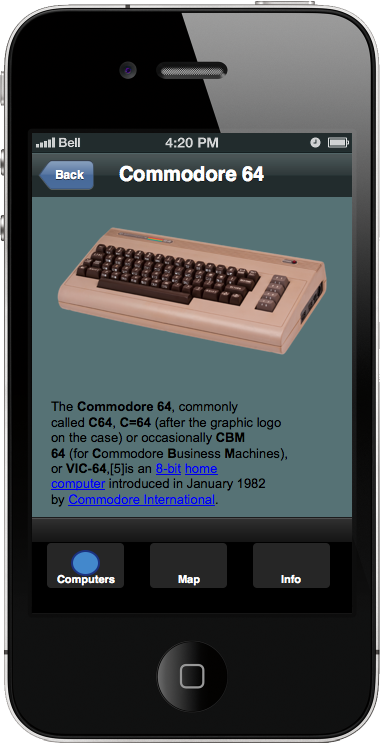 Bell 4:20 PM
Back Commodore 64
The Commodore 64, commonly
called C64, C=64 (after the graphic logo
on the case) or occasionally CBM
64 (for Commodore Business Machines),
or VIC-64,[5]is an 8-bit home
computer introduced in January 1982
by Commodore International.
Computers Map Info